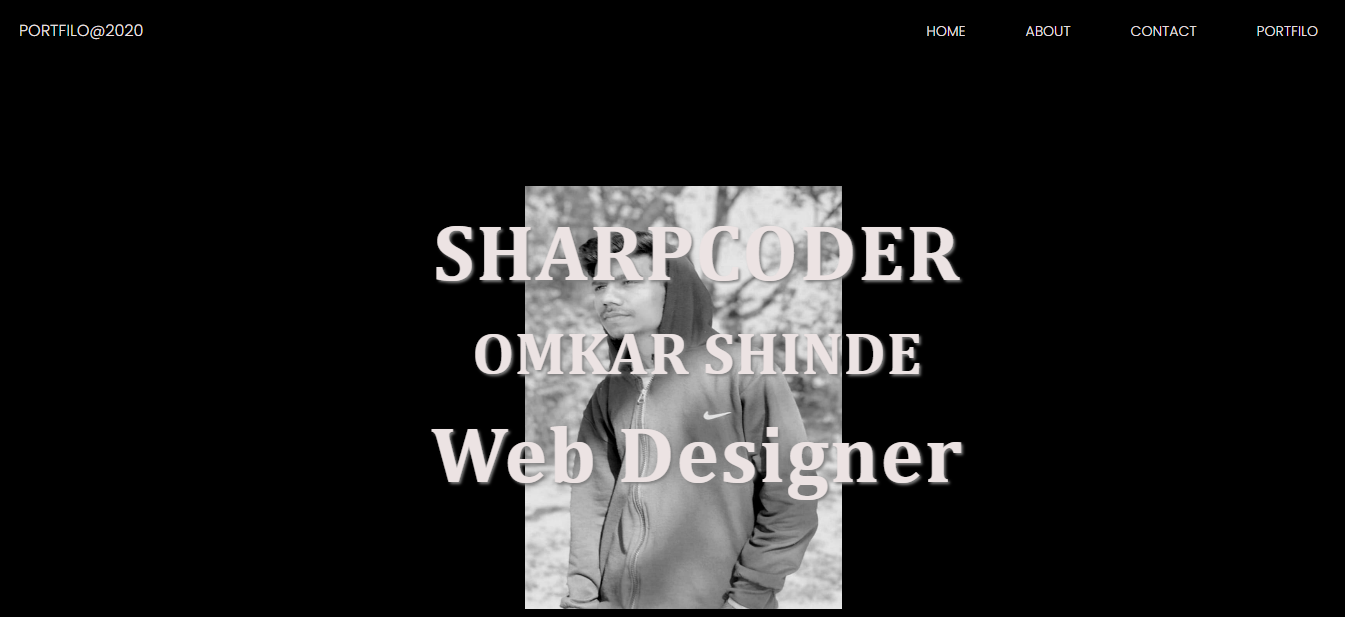 PORTFILO@2020
HOME ABOUT CONTACT PORTFILO
SHARPCODER
OMKAR SHINDE
Web Designer